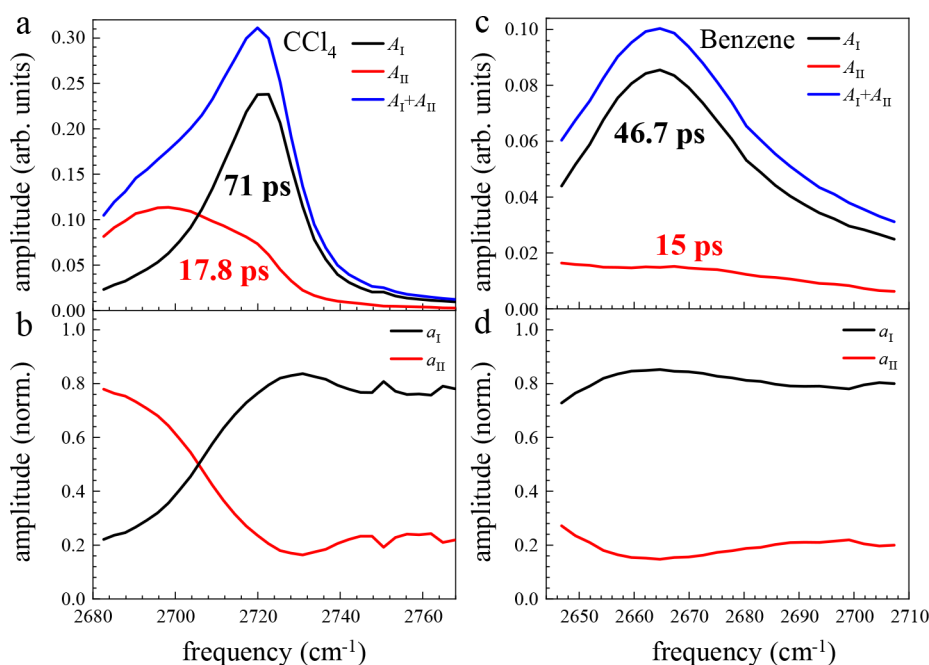 a
CCl4
AI
AII
AI+AII
71 ps
17.8 ps
amplitude (arb. units)
0.30
0.25
0.20
0.15
0.10
0.05
0.00
b
aI
aII
amplitude (norm.)
1.0
0.8
0.6
0.4
0.2
0.0
2680
2700
2720
2740
2760
frequency (cm-1)
c
Benzene
AI
AII
AI+AII
46.7 ps
15 ps
amplitude (arb. units)
0.10
0.08
0.06
0.04
0.02
0.00
d
aI
aII
amplitude (norm.)
1.0
0.8
0.6
0.4
0.2
0.0
2650
2660
2670
2680
2690
2700
2710
frequency (cm-1)